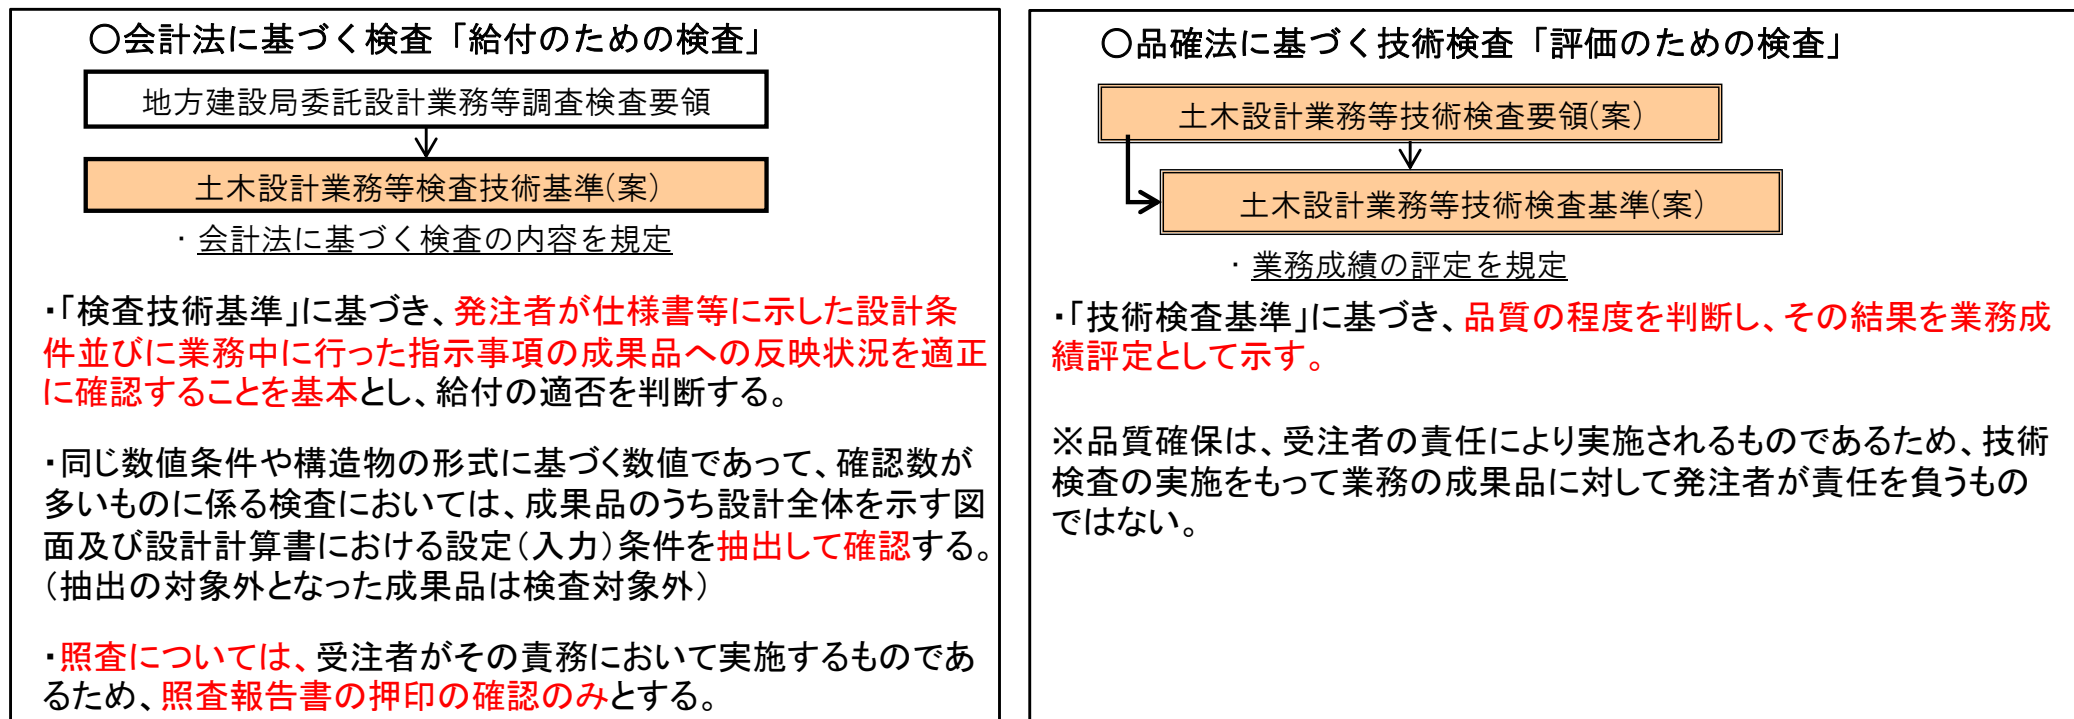 〇会計法に基づく検査「給付のための検査」
地方建設局委託設計業務等調査検査要領
土木設計業務等検査技術基準(案)
・会計法に基づく検査の内容を規定
・「検査技術基準」に基づき、発注者が仕様書等に示した設計条
件並びに業務中に行った指示事項の成果品への反映状況を適正
に確認することを基本とし、給付の適否を判断する。
・同じ数値条件や構造物の形式に基づく数値であって、確認数が
多いものに係る検査においては、成果品のうち設計全体を示す図
面及び設計計算書における設定（入力）条件を抽出して確認する。
（抽出の対象外となった成果品は検査対象外）
・照査については、受注者がその責務において実施するものであ
るため、照査報告書の押印の確認のみとする。
〇品確法に基づく技術検査「評価のための検査」
土木設計業務等技術検査要領(案)
土木設計業務等技術検査基準(案)
・業務成績の評定を規定
・「技術検査基準」に基づき、品質の程度を判断し、その結果を業務成
績評定として示す。
※品質確保は、受注者の責任により実施されるものであるため、技術
検査の実施をもって業務の成果品に対して発注者が責任を負うもの
ではない。